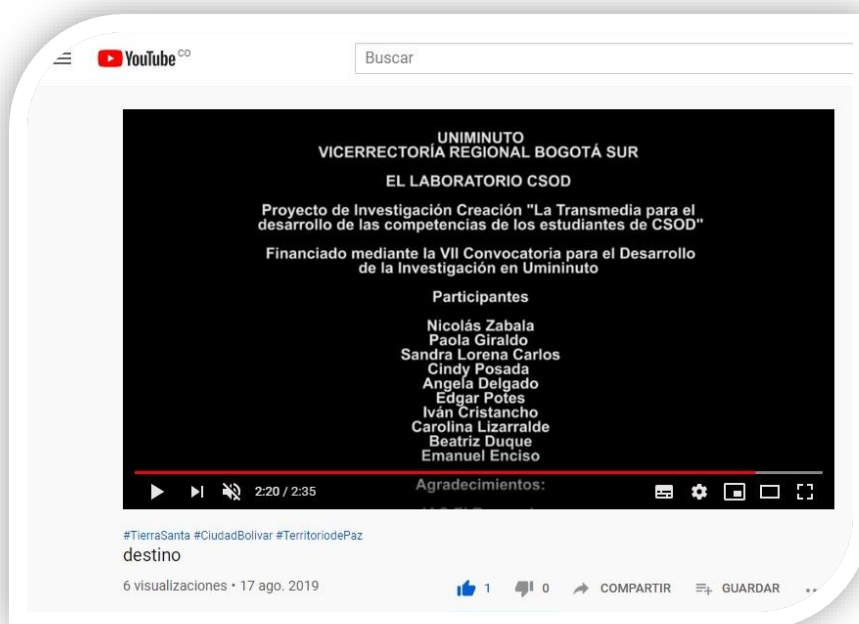 YouTube CO
Buscar
UNIMINUTO
VICERRECTORÍA REGIONAL BOGOTÁ SUR
EL LABORATORIO CSOD
Proyecto de Investigación Creación "La Transmedia para el
desarrollo de las competencias de los estudiantes de CSOD"
Financiado mediante la VII Convocatoria para el Desarrollo
de la Investigación en Umininuto
Participantes
Nicolás Zabala
Paola Giraldo
Sandra Lorena Carlos
Cindy Posada
Angela Delgado
Edgar Potes
Iván Cristancho
Carolina Lizarralde
Beatriz Duque
Emanuel Enciso
2:20 / 2:35
Agradecimientos:
#TierraSanta #CiudadBolivar #TerritoriodePaz
destino
6 visualizaciones • 17 ago. 2019
1 0 COMPARTIR GUARDAR